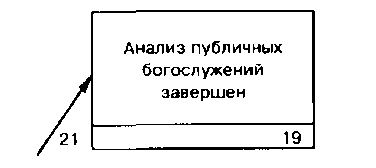 Анализ публичных
богослужений
завершен
21 19